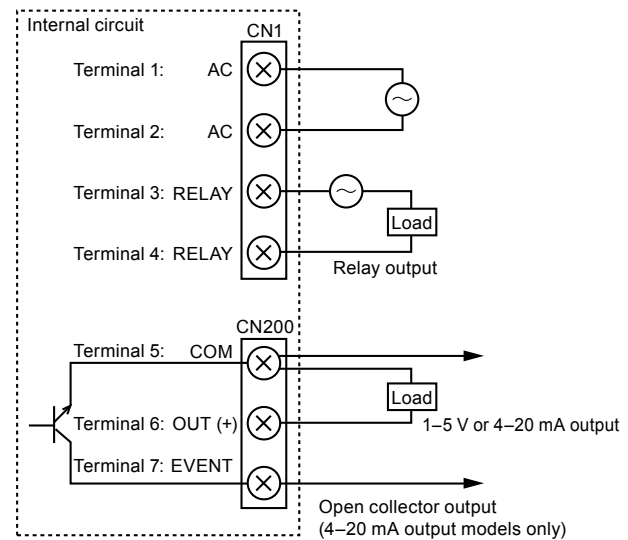 Internal circuit
CN1
Terminal 1: AC
Terminal 2: AC
Terminal 3: RELAY
Load
Terminal 4: RELAY
Relay output
CN200
Terminal 5: COM
Load
Terminal 6: OUT (+)
1–5 V or 4–20 mA output
Terminal 7: EVENT
Open collector output
(4–20 mA output models only)